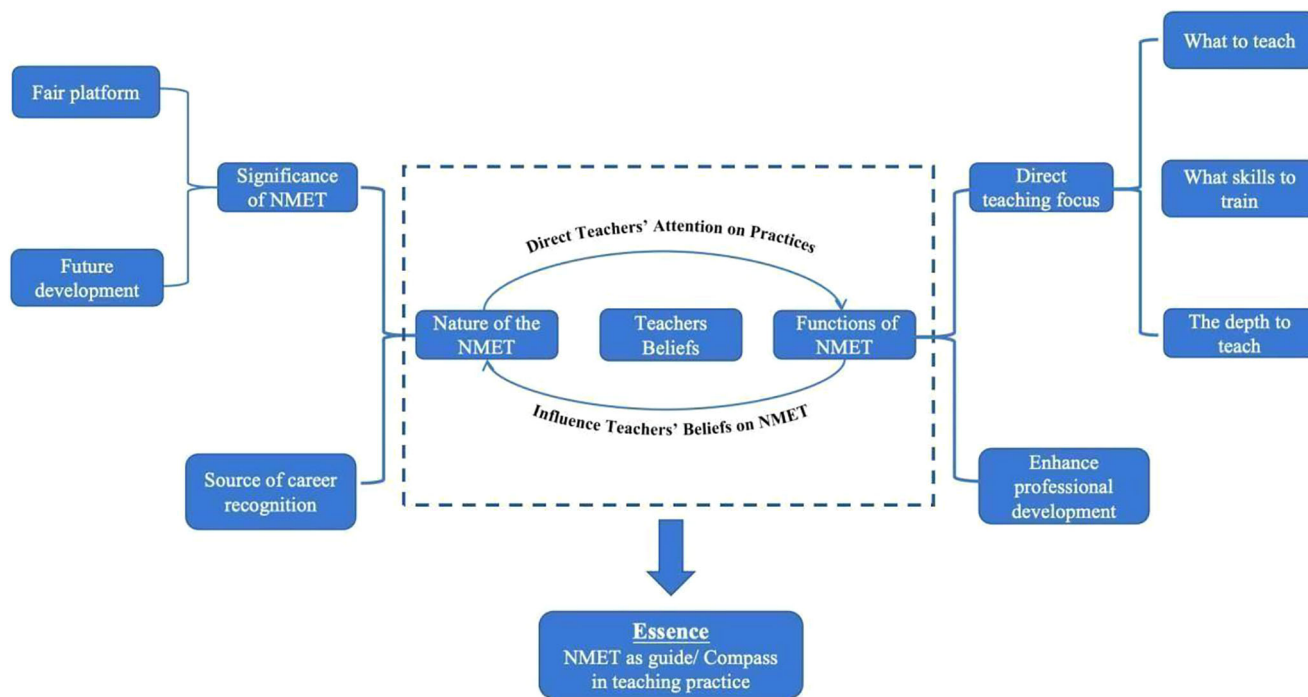 What to teach
Fair platform
Significance
of NMET
Direct
teaching focus
What skills to
train
Direct Teachers’ Attention on Practices
Future
development
Nature of the
NMET
Teachers
Beliefs
Functions of
NMET
The depth to
teach
Influence Teachers’ Beliefs on NMET
Source of career
recognition
Enhance
professional
development
Essence
NMET as guide/ Compass
in teaching practice